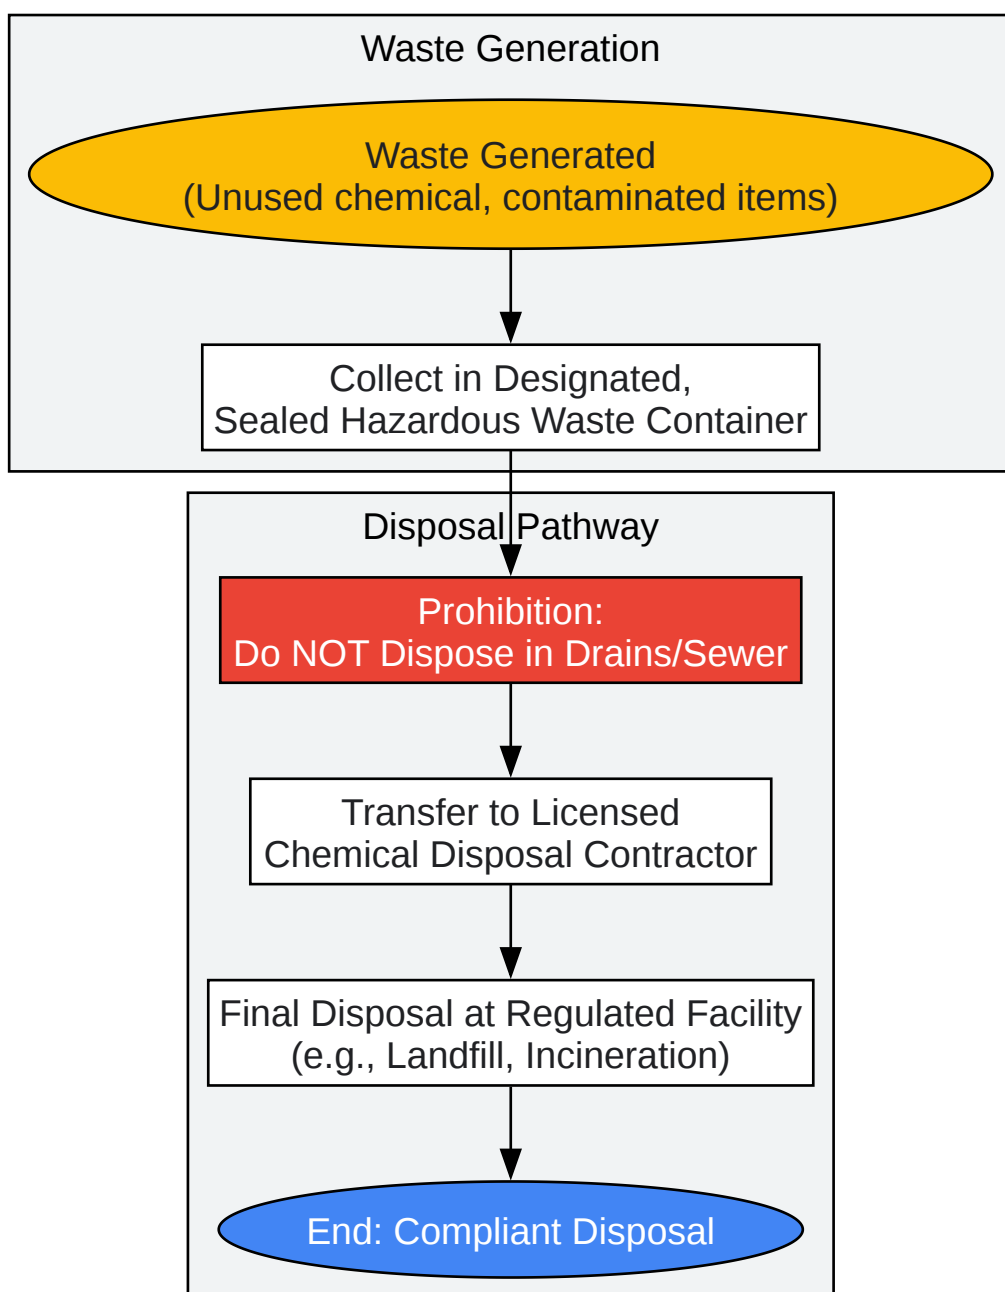 Waste Generation
Waste Generated
(Unused chemical, contaminated items)
Collect in Designated,
Sealed Hazardous Waste Container
Disposal Pathway
Prohibition:
Do NOT Dispose in Drains/Sewer
Transfer to Licensed
Chemical Disposal Contractor
Final Disposal at Regulated Facility
(e.g., Landfill, Incineration)
End: Compliant Disposal